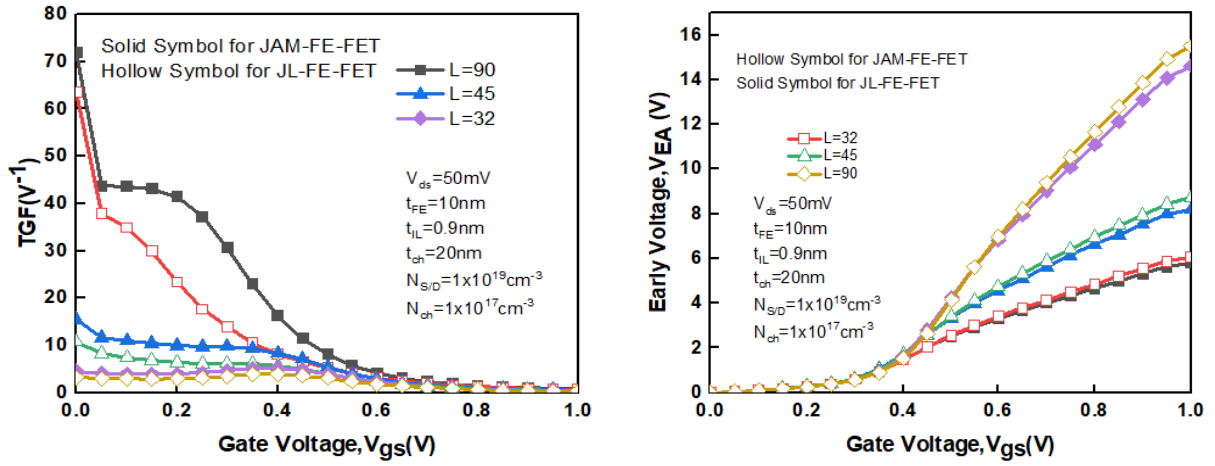 80
70
60
50
40
30
20
10
0
TGF(V⁻¹)
Solid Symbol for JAM-FE-FET
Hollow Symbol for JL-FE-FET
L=90
L=45
L=32
Vds=50mV
tFE=10nm
tIL=0.9nm
tch=20nm
NS/D=1x10¹⁹cm⁻³
Nch=1x10¹⁷cm⁻³
0.0 0.2 0.4 0.6 0.8 1.0
Gate Voltage,Vgs(V)
16
14
12
10
8
6
4
2
0
Early Voltage,VEA (V)
Hollow Symbol for JAM-FE-FET
Solid Symbol for JL-FE-FET
L=32
L=45
L=90
Vds=50mV
tFE=10nm
tIL=0.9nm
tch=20nm
NS/D=1x10¹⁹cm⁻³
Nch=1x10¹⁷cm⁻³
0.0 0.2 0.4 0.6 0.8 1.0
Gate Voltage,Vgs(V)